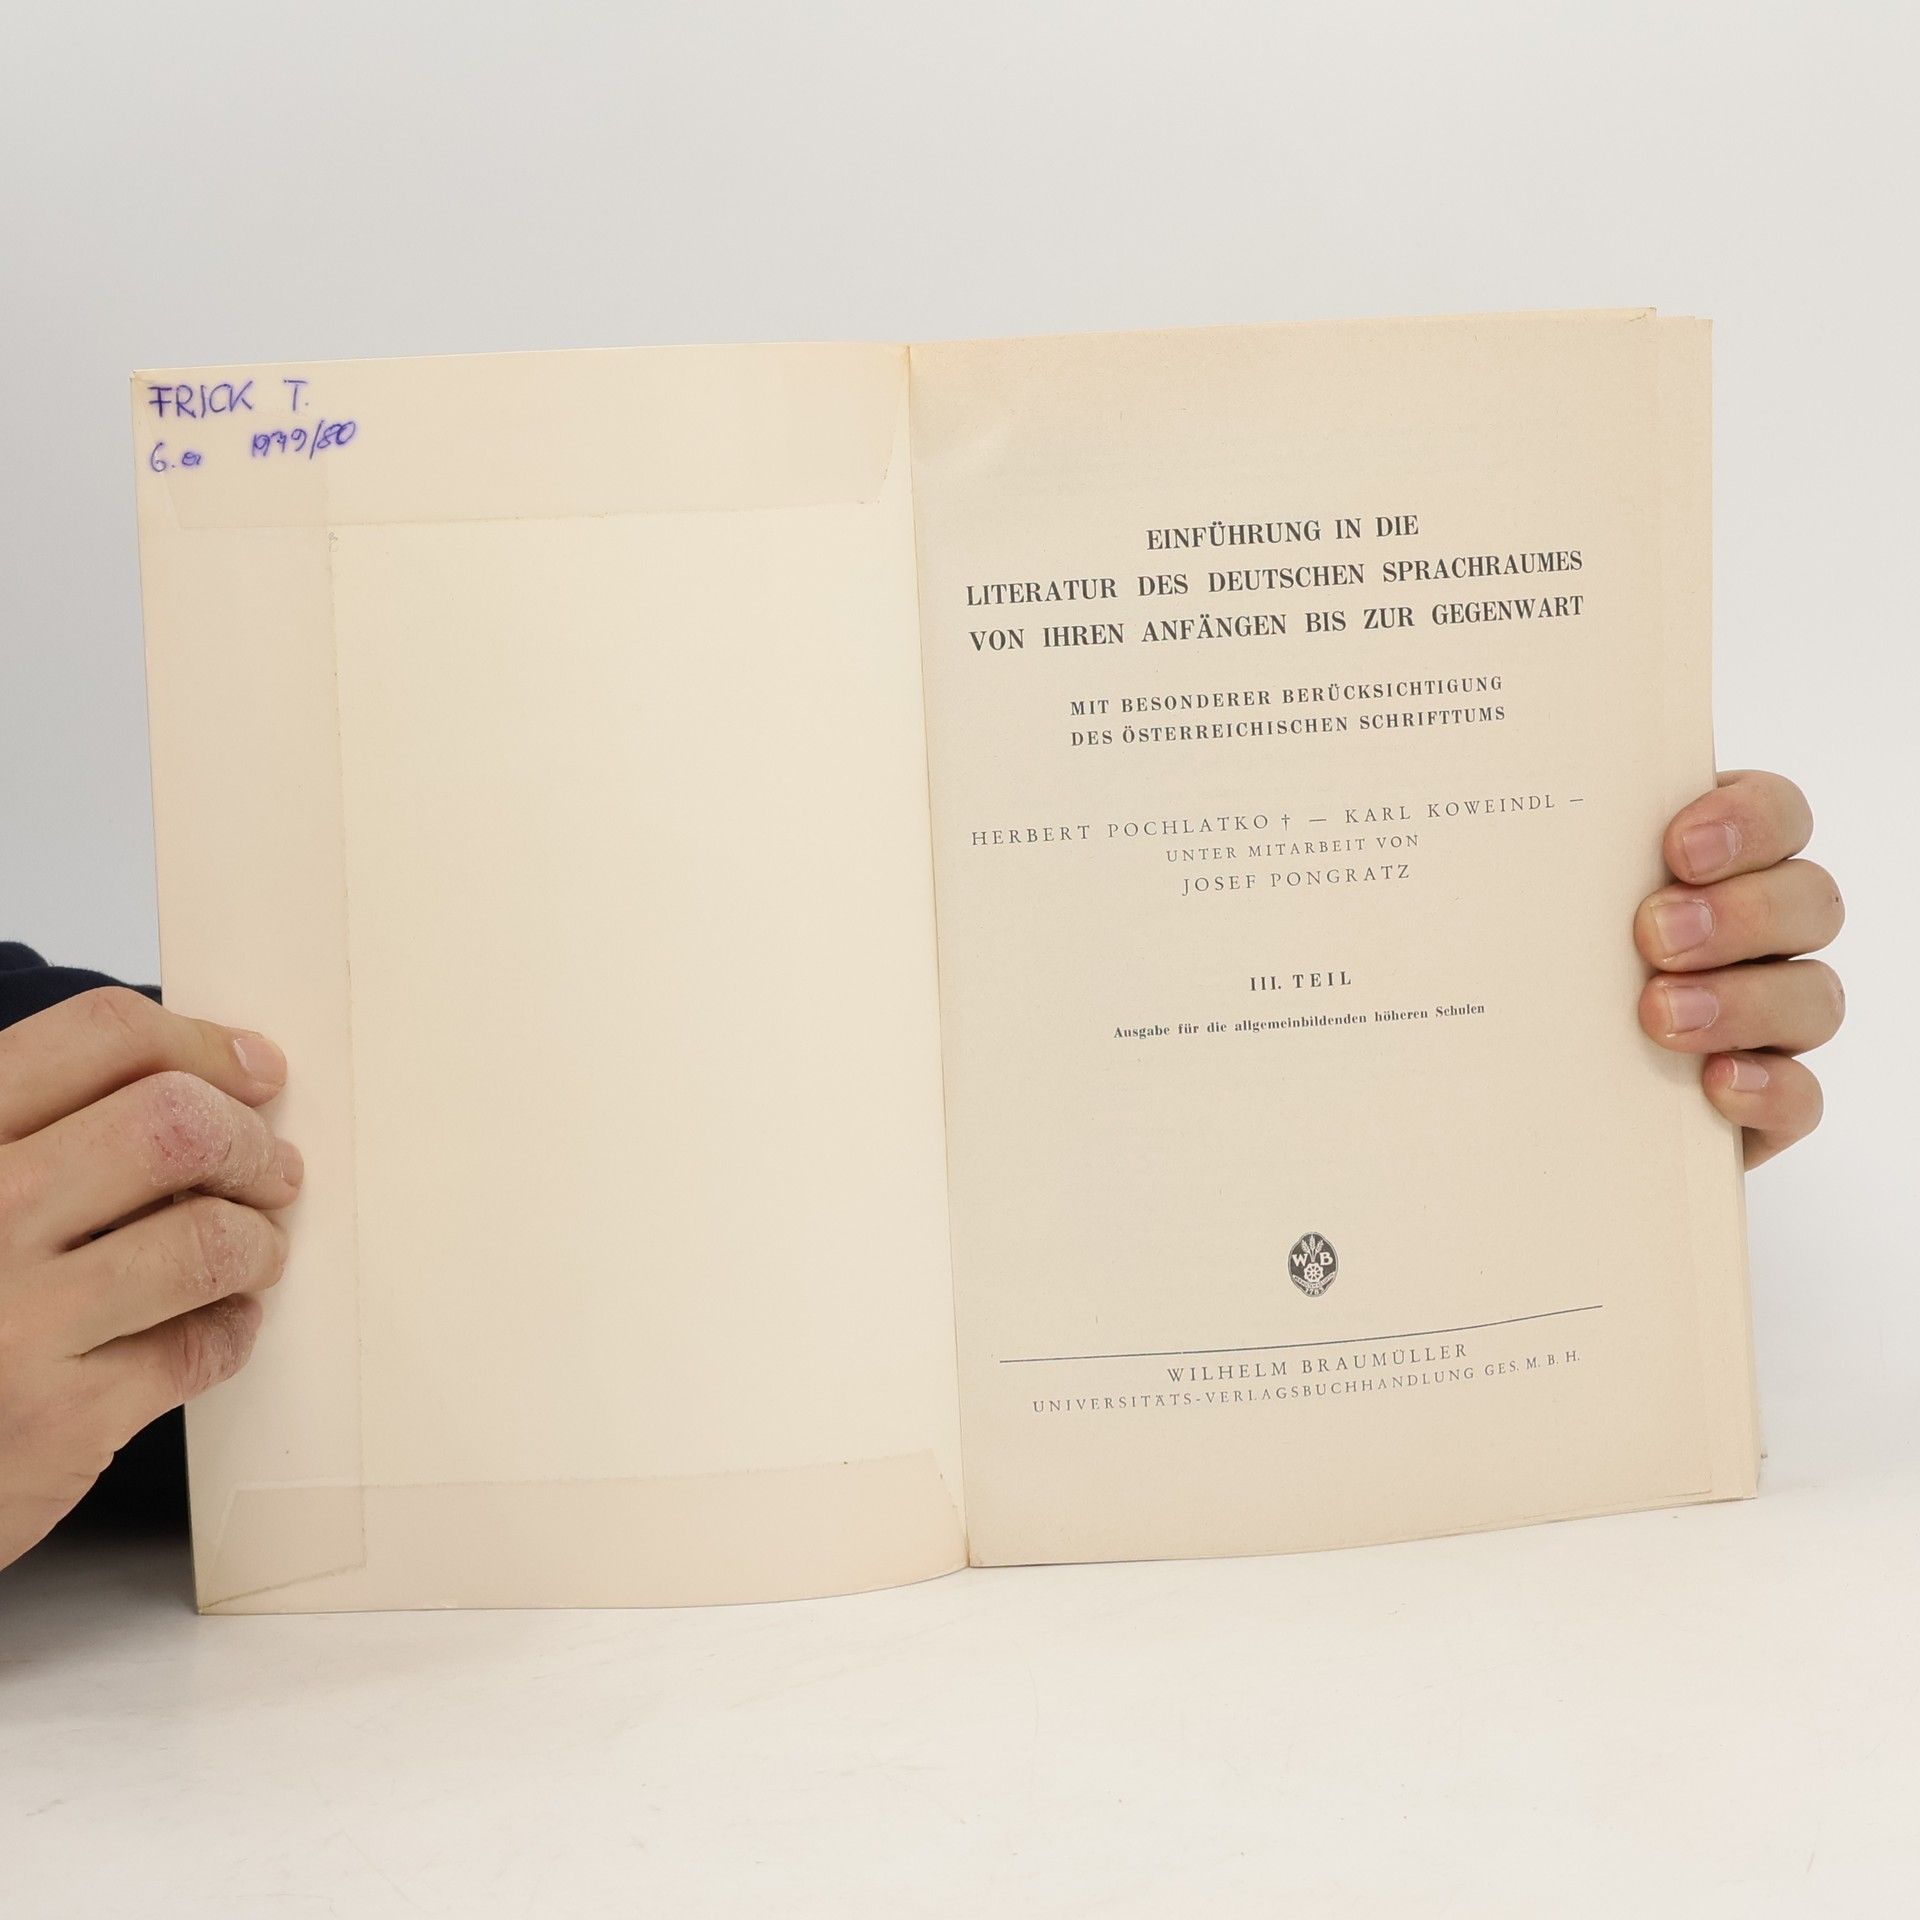 FRICK T.
6.a 1979/80
EINFÜHRUNG IN DIE
LITERATUR DES DEUTSCHEN SPRACHRAUMES
VON IHREN ANFÄNGEN BIS ZUR GEGENWART
MIT BESONDERER BERÜCKSICHTIGUNG
DES ÖSTERREICHISCHEN SCHRIFTTUMS
HERBERT POCHLATKO † — KARL KOWEINDL —
UNTER MITARBEIT VON
JOSEF PONGRATZ
III. TEIL
Ausgabe für die allgemeinbildenden höheren Schulen
W B
1783
WILHELM BRAUMÜLLER
UNIVERSITÄTS-VERLAGSBUCHHANDLUNG GES. M. B. H.